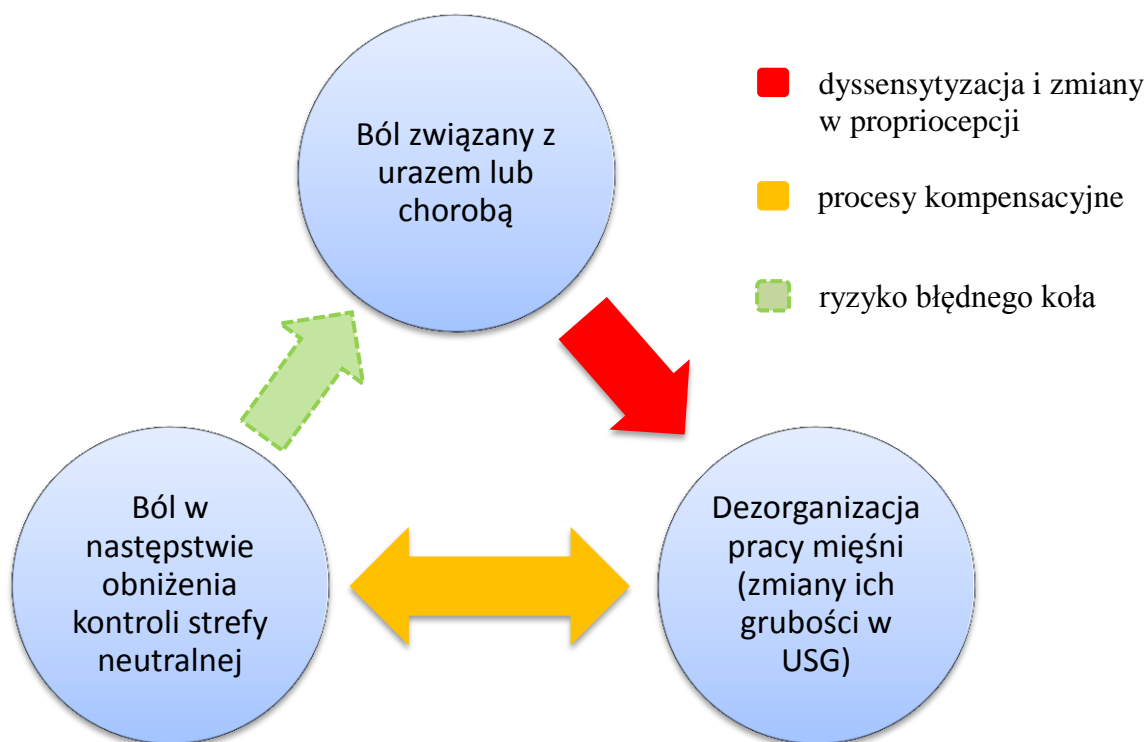 Ból związany z
urazem lub
chorobą
dyssensytyzacja i zmiany
w propriocepcji
procesy kompensacyjne
ryzyko błędnego koła
Ból w
następstwie
obniżenia
kontroli strefy
neutralnej
Dezorganizacja
pracy mięśni
(zmiany ich
grubości w
USG)